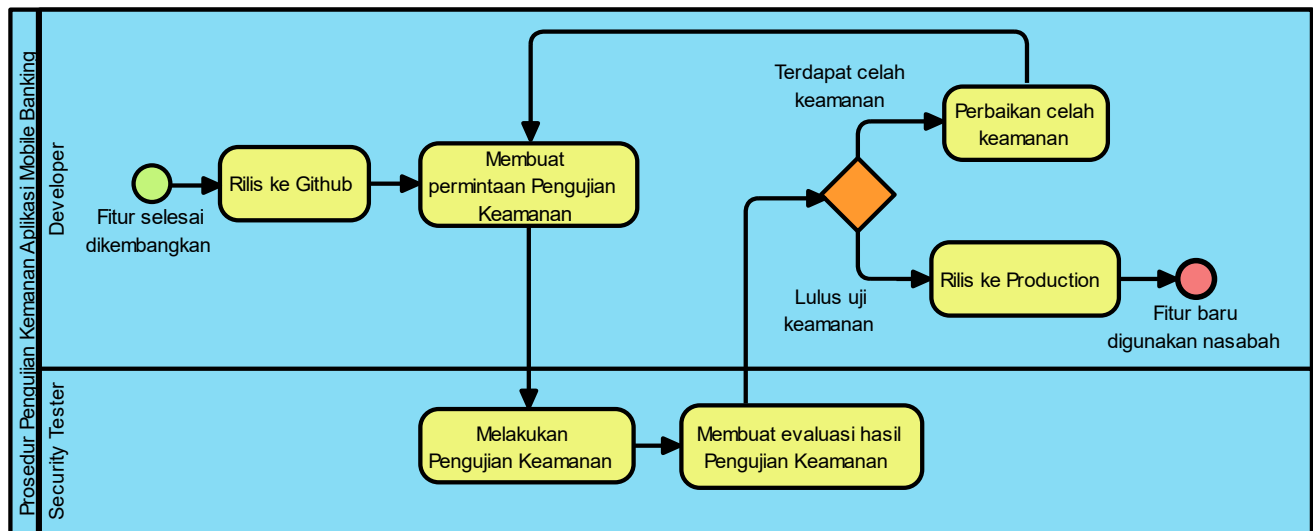 Prosedur Pengujian Kemanan Aplikasi Mobile Banking
Developer
Fitur selesai
dikembangkan
Rilis ke Github
Membuat
permintaan Pengujian
Keamanan
Terdapat celah
keamanan
Perbaikan celah
keamanan
Lulus uji
keamanan
Rilis ke Production
Fitur baru
digunakan nasabah
Security Tester
Melakukan
Pengujian Keamanan
Membuat evaluasi hasil
Pengujian Keamanan